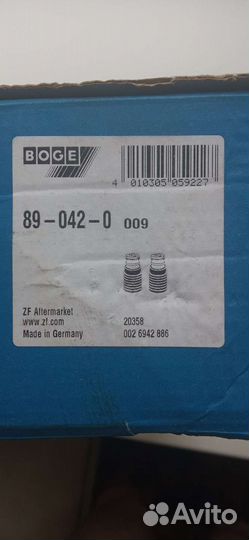 BOGE
4 010305 059227
89-042-0 009
ZF Aftermarket
www.zf.com
Made in Germany
20358
002 6942 886
Avito